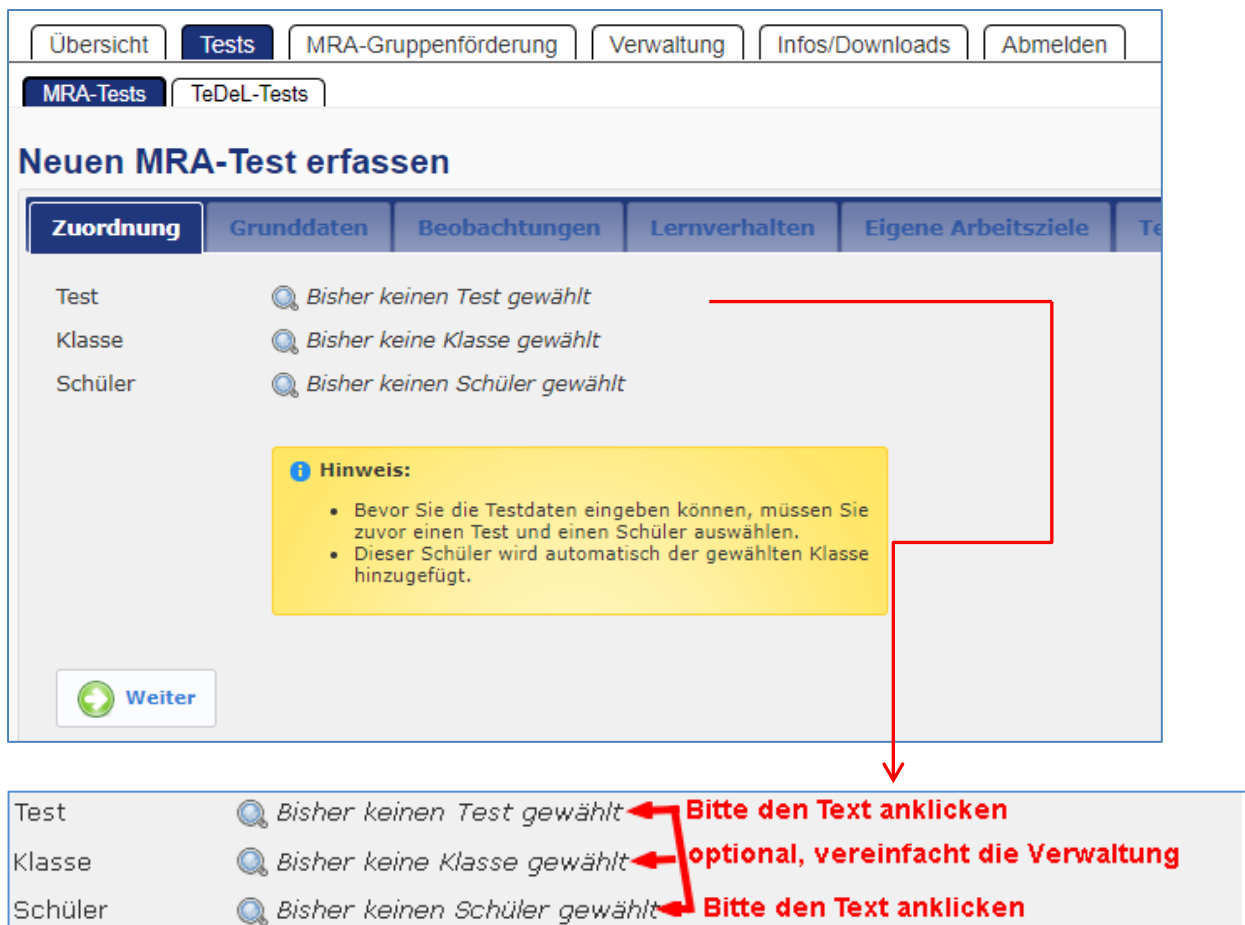 Übersicht Tests MRA-Gruppenförderung Verwaltung Infos/Downloads Abmelden
MRA-Tests TeDeL-Tests
Neuen MRA-Test erfassen
Zuordnung Grunddaten Beobachtungen Lernverhalten Eigene Arbeitsziele
Test Bisher keinen Test gewählt
Klasse Bisher keine Klasse gewählt
Schüler Bisher keinen Schüler gewählt
Hinweis:
• Bevor Sie die Testdaten eingeben können, müssen Sie
zuvor einen Test und einen Schüler auswählen.
• Dieser Schüler wird automatisch der gewählten Klasse
hinzugefügt.
Weiter
Test Bisher keinen Test gewählt Bitte den Text anklicken
Klasse Bisher keine Klasse gewählt optional, vereinfacht die Verwaltung
Schüler Bisher keinen Schüler gewählt Bitte den Text anklicken